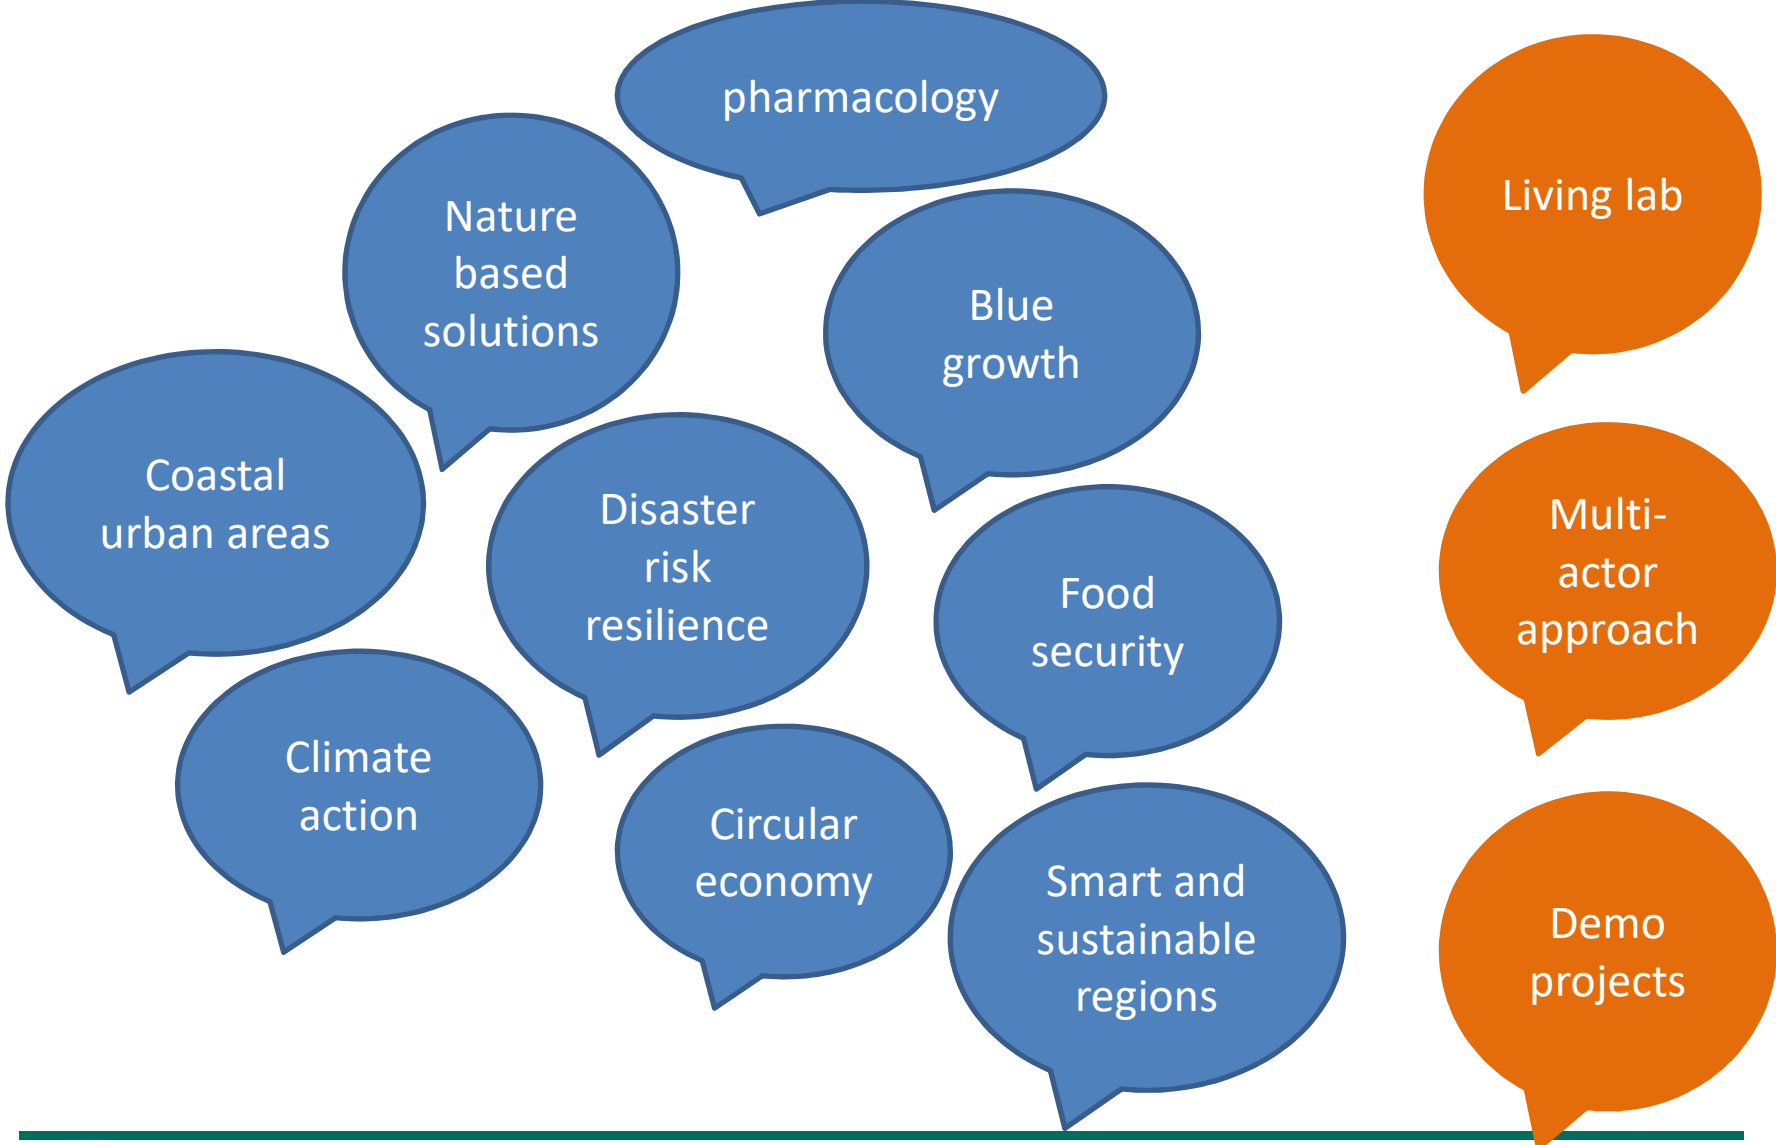 pharmacology
Nature
based
solutions
Blue
growth
Coastal
urban areas
Disaster
risk
resilience
Food
security
Climate
action
Circular
economy
Smart and
sustainable
regions
Living lab
Multi-
actor
approach
Demo
projects